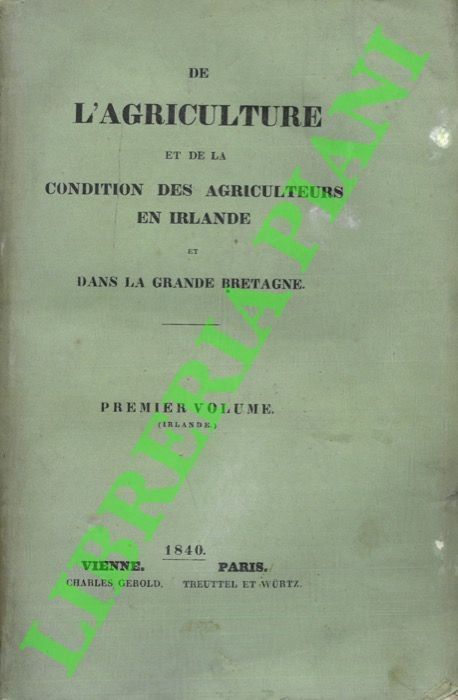 DE
L'AGRICULTURE
ET DE LA
CONDITION DES AGRICULTEURS
EN IRLANDE
ET
DANS LA GRANDE BRETAGNE.
PREMIER VOLUME.
(IRLANDE.)
1840.
VIENNE. PARIS.
CHARLES GEROLD. TREUTTEL ET WÜRTZ.
LIBRERIA PIANI